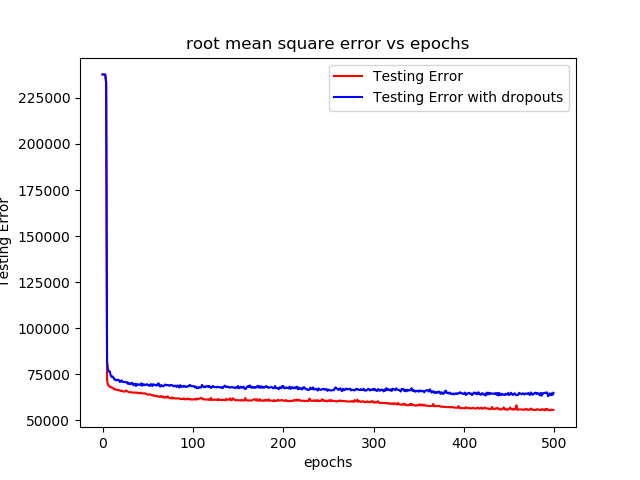 root mean square error vs epochs
Testing Error
Testing Error with dropouts
225000
200000
175000
150000
125000
100000
75000
50000
Testing Error
0 100 200 300 400 500
epochs